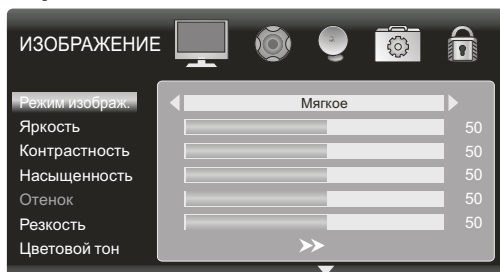 ИЗОБРАЖЕНИЕ
Режим изображ. Мягкое
Яркость 50
Контрастность 50
Насыщенность 50
Отенок 50
Резкость 50
Цветовой тон